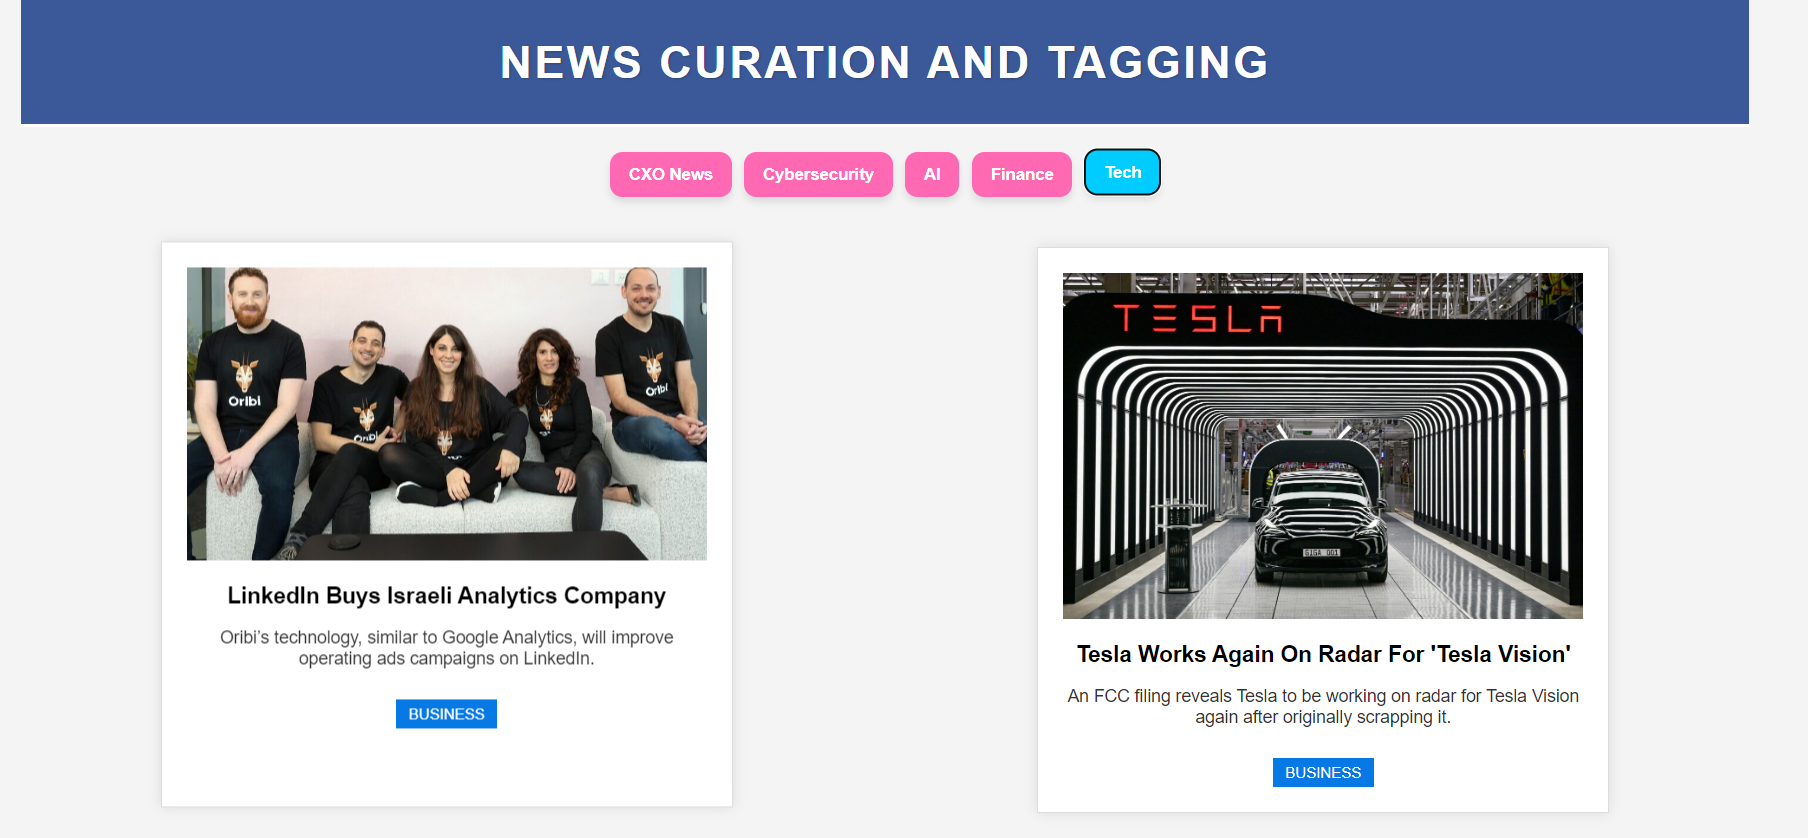 NEWS CURATION AND TAGGING
CXO News
Cybersecurity
AI
Finance
Tech
Oribi
Oribi
Oribi
LinkedIn Buys Israeli Analytics Company
Oribi’s technology, similar to Google Analytics, will improve
operating ads campaigns on LinkedIn.
BUSINESS
TESLA
GIGA 001
Tesla Works Again On Radar For 'Tesla Vision'
An FCC filing reveals Tesla to be working on radar for Tesla Vision
again after originally scrapping it.
BUSINESS